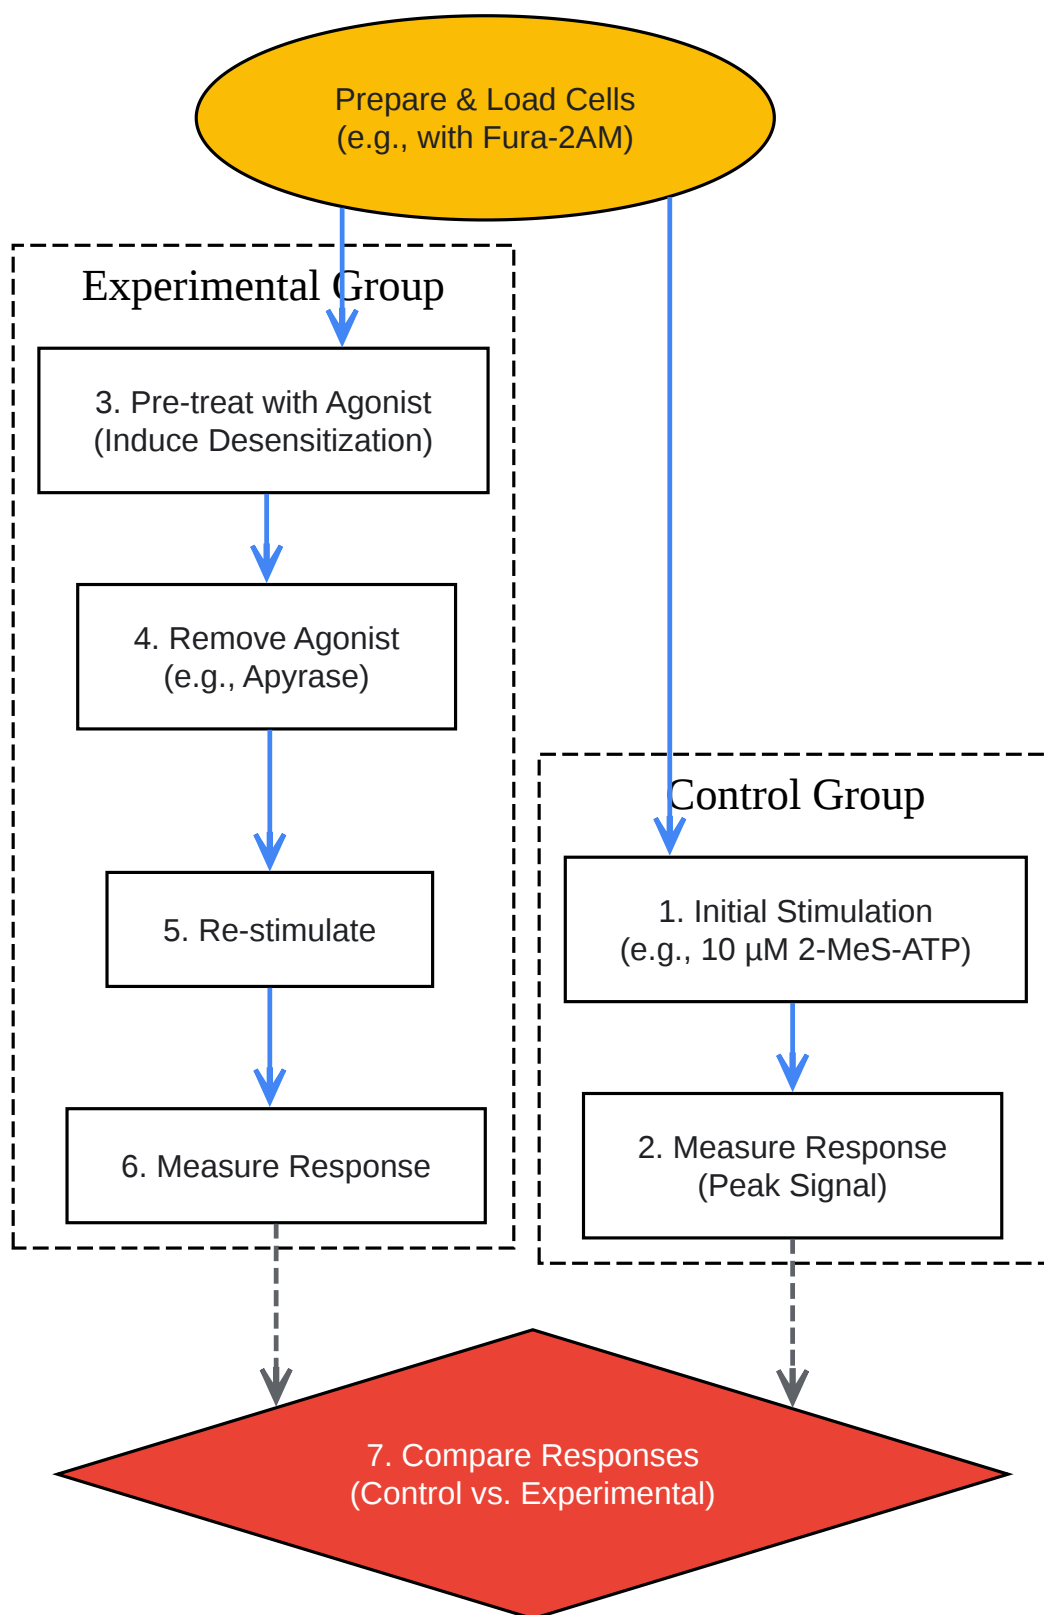 Prepare & Load Cells
(e.g., with Fura-2AM)
Experimental Group
3. Pre-treat with Agonist
(Induce Desensitization)
4. Remove Agonist
(e.g., Apyrase)
5. Re-stimulate
6. Measure Response
Control Group
1. Initial Stimulation
(e.g., 10 µM 2-MeS-ATP)
2. Measure Response
(Peak Signal)
7. Compare Responses
(Control vs. Experimental)